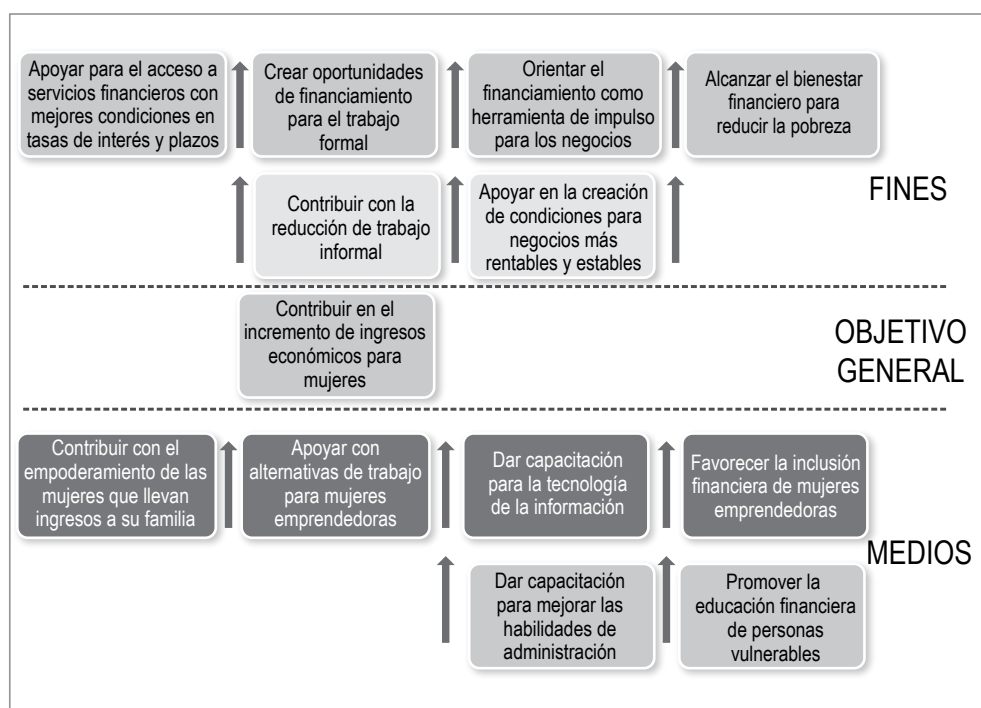 Apoyar para el acceso a
servicios financieros con
mejores condiciones en
tasas de interés y plazos
Crear oportunidades
de financiamiento
para el trabajo
formal
Orientar el
financiamiento como
herramienta de impulso
para los negocios
Alcanzar el bienestar
financiero para
reducir la pobreza
FINES
Contribuir con la
reducción de trabajo
informal
Apoyar en la creación
de condiciones para
negocios más
rentables y estables
Contribuir en el
incremento de ingresos
económicos para
mujeres
OBJETIVO
GENERAL
Contribuir con el
empoderamiento de las
mujeres que llevan
ingresos a su familia
Apoyar con
alternativas de trabajo
para mujeres
emprendedoras
Dar capacitación
para la tecnología
de la información
Favorecer la inclusión
financiera de mujeres
emprendedoras
MEDIOS
Dar capacitación
para mejorar las
habilidades de
administración
Promover la
educación financiera
de personas
vulnerables